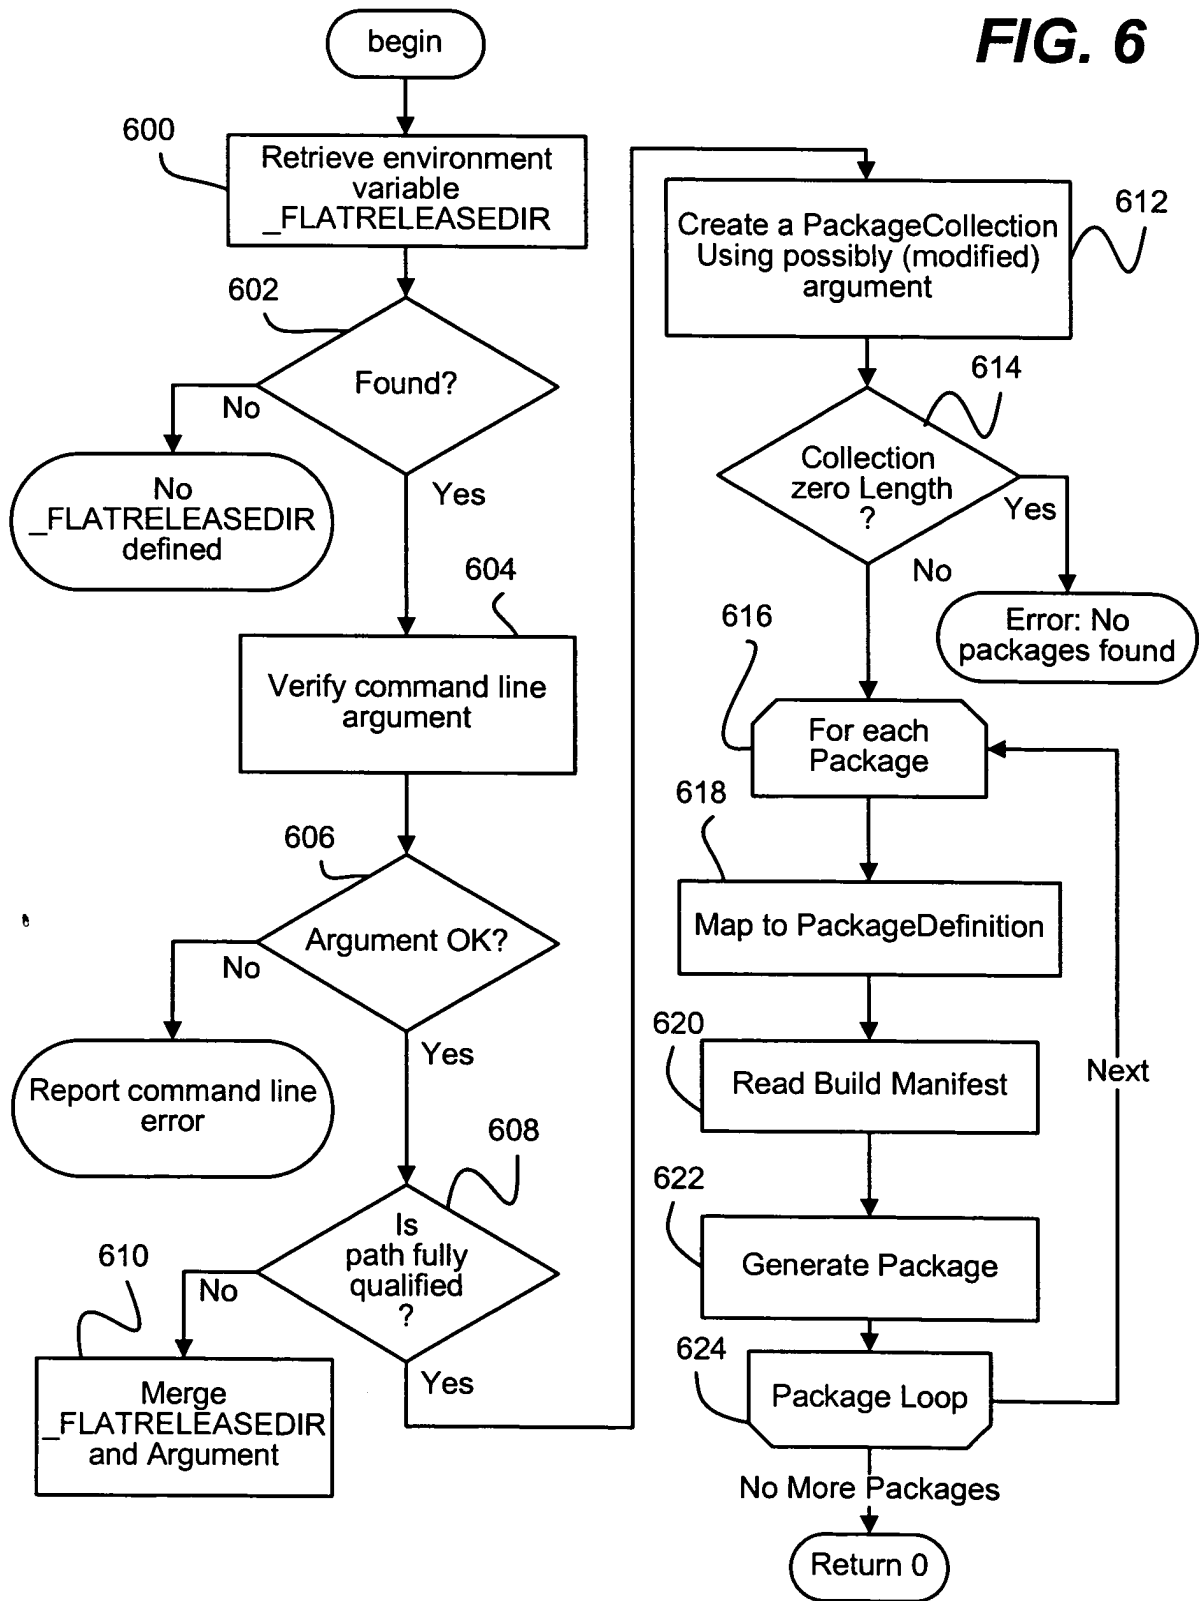 FIG. 6
begin
600
Retrieve environment
variable
_FLATRELEASEDIR
602
Found?
No
Yes
No
_FLATRELEASEDIR
defined
604
Verify command line
argument
606
Argument OK?
No
Yes
Report command line
error
608
Is
path fully
qualified
?
No
Yes
610
Merge
_FLATRELEASEDIR
and Argument
612
Create a PackageCollection
Using possibly (modified)
argument
614
Collection
zero Length
?
Yes
No
Error: No
packages found
616
For each
Package
618
Map to PackageDefinition
620
Read Build Manifest
Next
622
Generate Package
624
Package Loop
No More Packages
Return 0